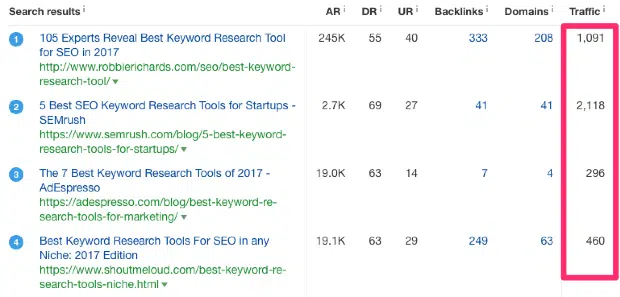 Search results i AR i DR i UR i Backlinks i Domains i Traffic i
1 105 Experts Reveal Best Keyword Research Tool 245K 55 40 333 208 1,091
for SEO in 2017
http://www.robbierichards.com/seo/best-keyword-
research-tool/
2 5 Best SEO Keyword Research Tools for Startups - 2.7K 69 27 41 41 2,118
SEMrush
https://www.semrush.com/blog/5-best-keyword-
research-tools-for-startups/
3 The 7 Best Keyword Research Tools of 2017 - 19.0K 63 14 7 4 296
AdEspresso
https://adespresso.com/blog/best-keyword-re-
search-tools-for-marketing/
4 Best Keyword Research Tools For SEO in any 19.1K 63 29 249 63 460
Niche: 2017 Edition
https://www.shoutmeloud.com/best-keyword-re-
search-tools-niche.html